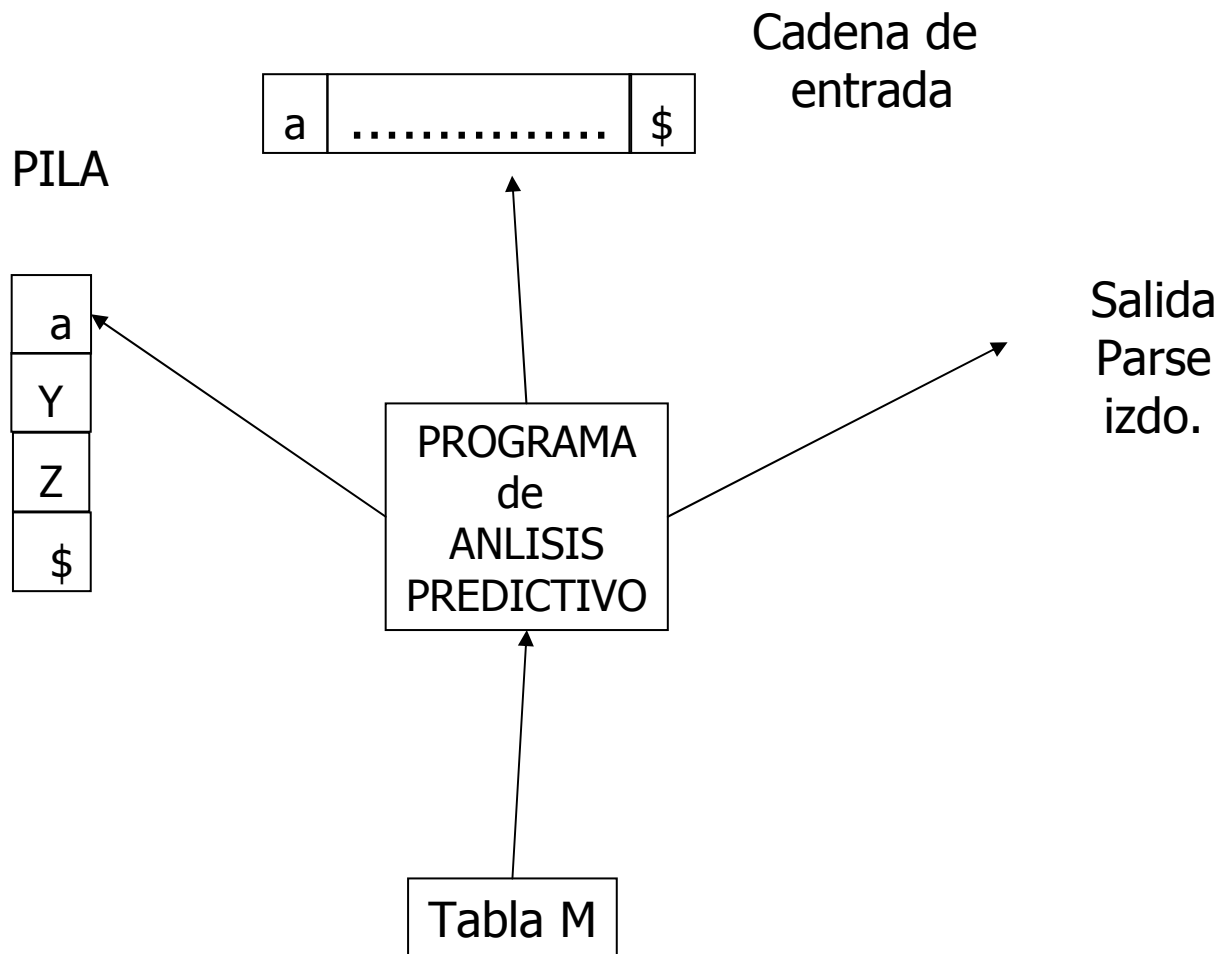 Cadena de
entrada
a ............... $
PILA
a
Y
Z
$
PROGRAMA
de
ANLISIS
PREDICTIVO
Salida
Parse
izdo.
Tabla M